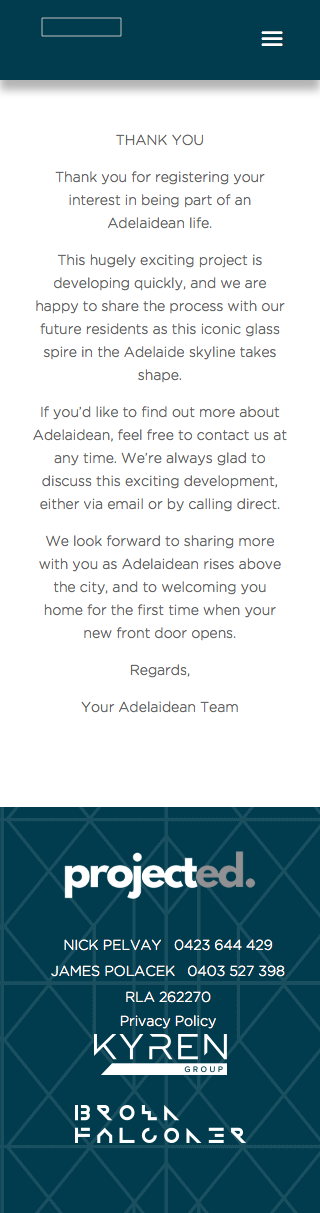 THANK YOU
Thank you for registering your
interest in being part of an
Adelaidean life.
This hugely exciting project is
developing quickly, and we are
happy to share the process with our
future residents as this iconic glass
spire in the Adelaide skyline takes
shape.
If you’d like to find out more about
Adelaidean, feel free to contact us at
any time. We’re always glad to
discuss this exciting development,
either via email or by calling direct.
We look forward to sharing more
with you as Adelaidean rises above
the city, and to welcoming you
home for the first time when your
new front door opens.
Regards,
Your Adelaidean Team
projected.
NICK PELVAY 0423 644 429
JAMES POLACEK 0403 527 398
RLA 262270
Privacy Policy
KYREN
GROUP
BROWN
FALCONER